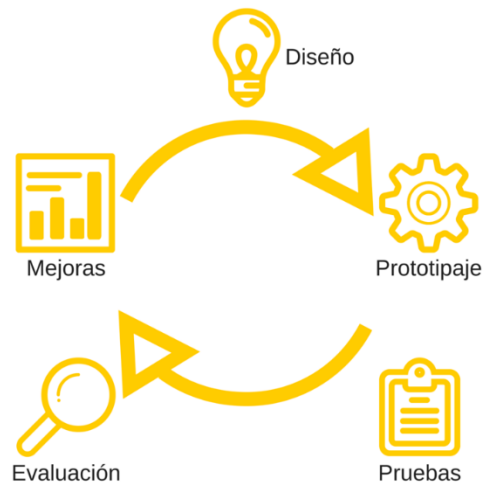 Diseño
Mejoras
Prototipaje
Evaluación
Pruebas